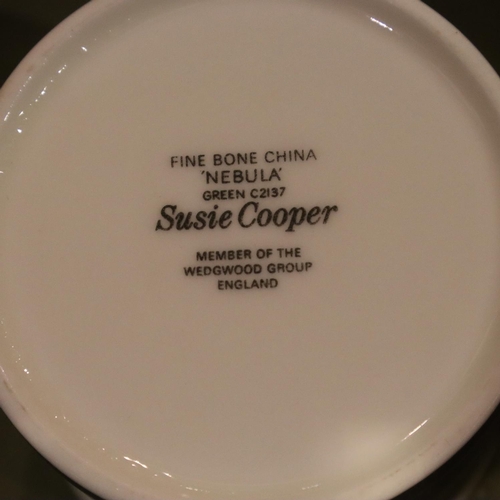 FINE BONE CHINA
'NEBULA'
GREEN C2137
Susie Cooper
MEMBER OF THE
WEDGWOOD GROUP
ENGLAND